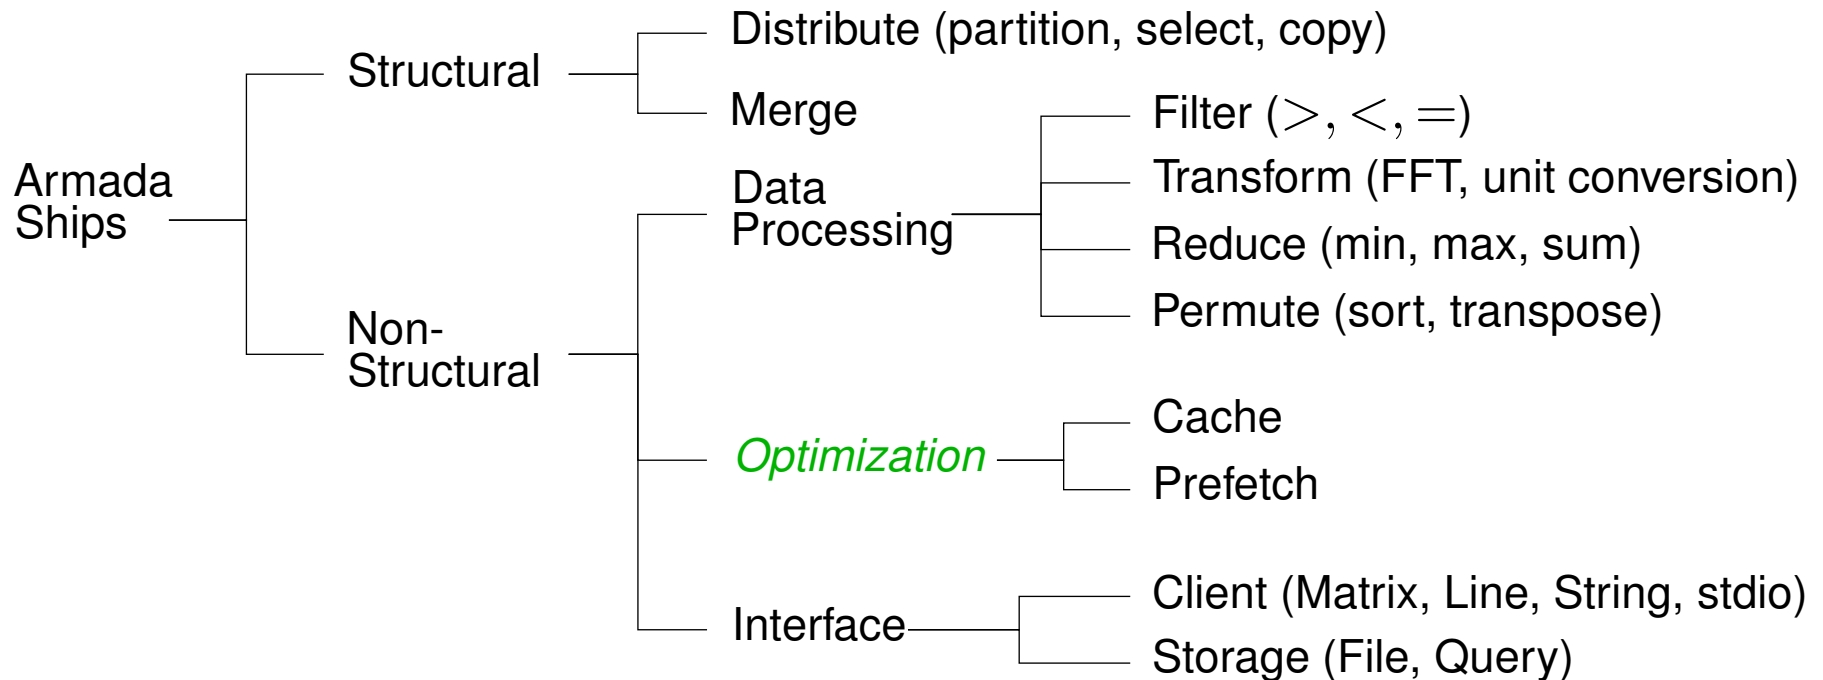 Armada
Ships
Structural
Distribute (partition, select, copy)
Merge
Non-
Structural
Data
Processing
Filter (>, <, =)
Transform (FFT, unit conversion)
Reduce (min, max, sum)
Permute (sort, transpose)
Optimization
Cache
Prefetch
Interface
Client (Matrix, Line, String, stdio)
Storage (File, Query)